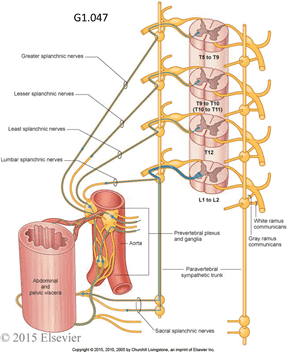 G1.047
Greater splanchnic nerves
T5 to T9
Lesser splanchnic nerves
T9 to T10
(T10 to T11)
Least splanchnic nerves
T12
Lumbar splanchnic nerves
L1 to L2
White ramus
communicans
Gray ramus
communicans
Prevertebral plexus
and ganglia
Aorta
Paravertebral
sympathetic trunk
Abdominal
and
pelvic viscera
Sacral splanchnic nerves
© 2015 Elsevier
Copyright © 2015, 2010, 2005 by Churchill Livingstone, an imprint of Elsevier Inc.